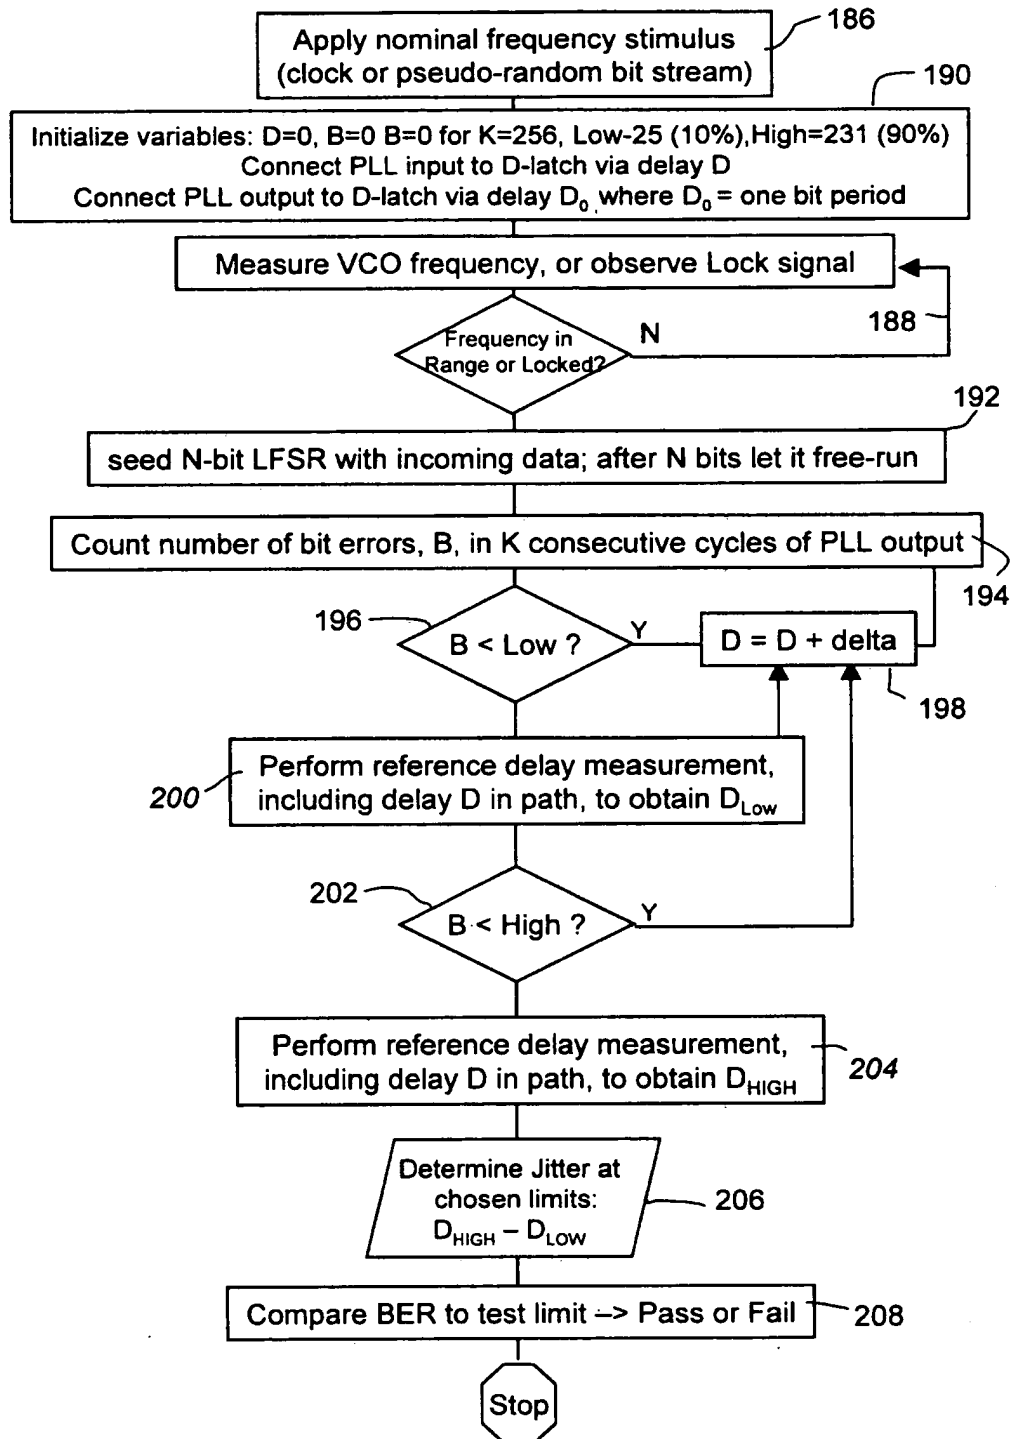 Apply nominal frequency stimulus
(clock or pseudo-random bit stream)
186
190
Initialize variables: D=0, B=0 B=0 for K=256, Low-25 (10%),High=231 (90%)
Connect PLL input to D-latch via delay D
Connect PLL output to D-latch via delay D0, where D0 = one bit period
Measure VCO frequency, or observe Lock signal
188
Frequency in
Range or Locked?
N
192
seed N-bit LFSR with incoming data; after N bits let it free-run
Count number of bit errors, B, in K consecutive cycles of PLL output
194
196
B < Low ?
Y
D = D + delta
198
Perform reference delay measurement,
including delay D in path, to obtain DLow
200
202
B < High ?
Y
Perform reference delay measurement,
including delay D in path, to obtain DHIGH
204
Determine Jitter at
chosen limits:
DHIGH – DLOW
206
Compare BER to test limit –> Pass or Fail
208
Stop